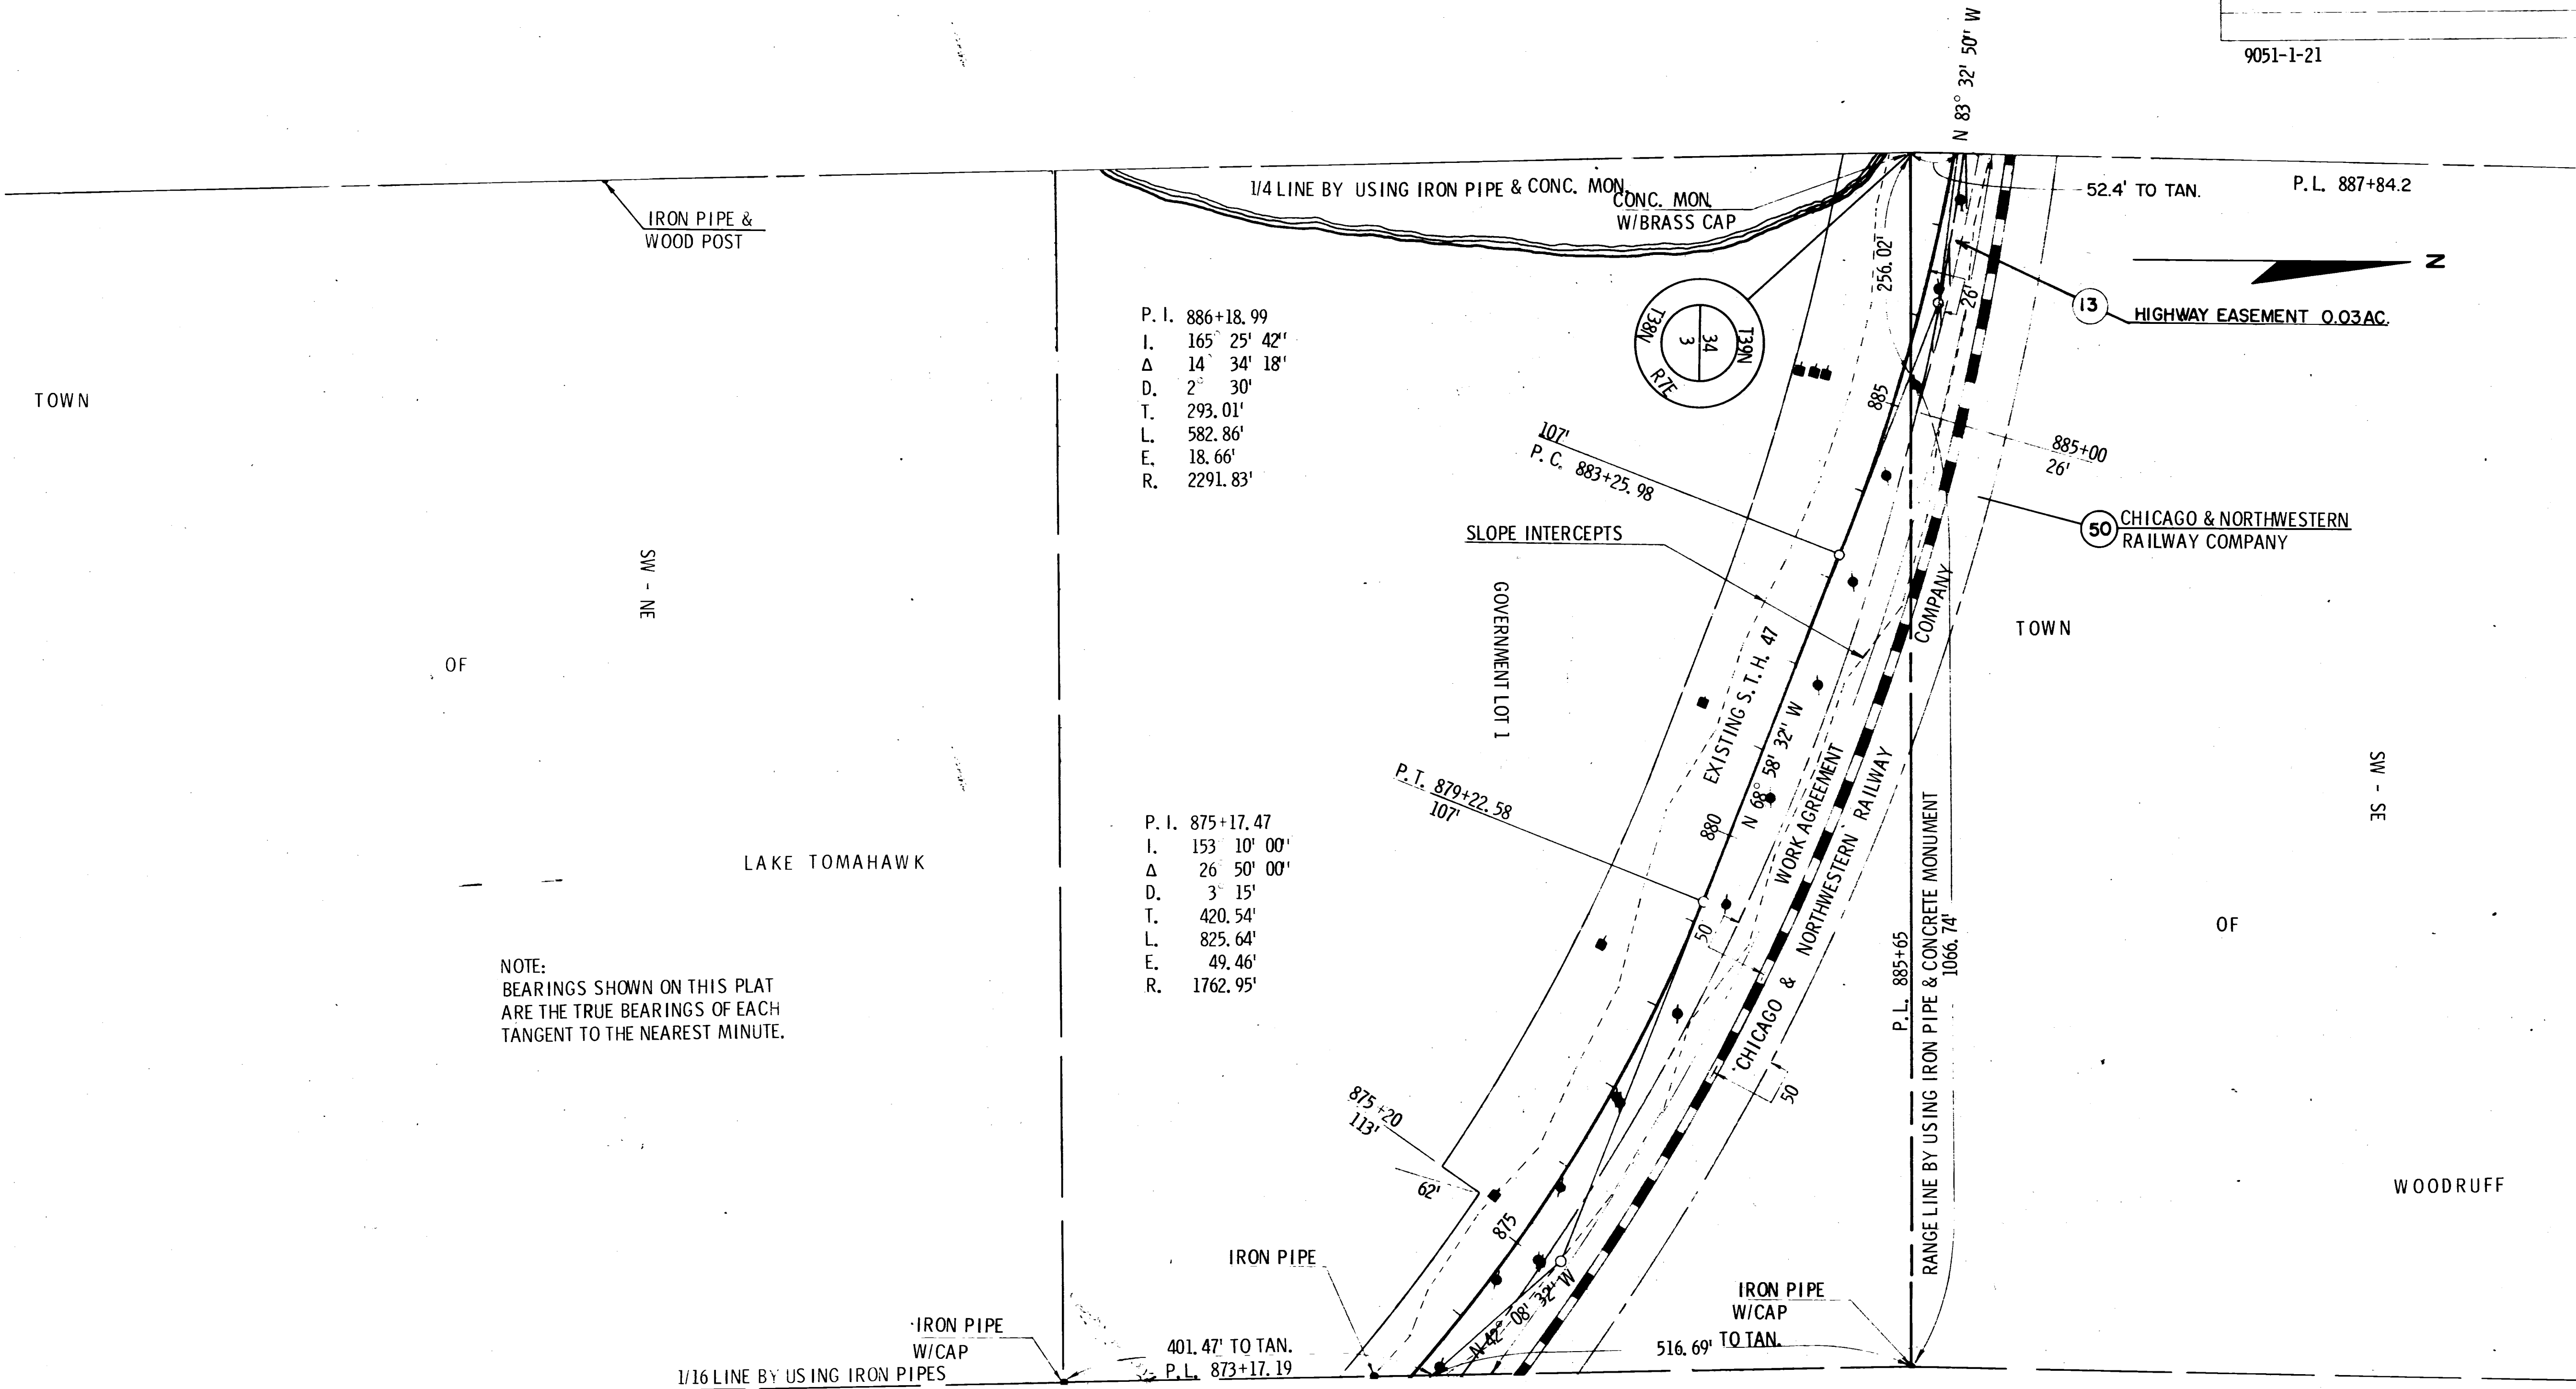 9051-1-21
N 83° 32' 50" W
1/4 LINE BY USING IRON PIPE & CONC. MON.
CONC. MON.
W/BRASS CAP
52.4' TO TAN.
P.L. 887+84.2
IRON PIPE &
WOOD POST
256.02'
26'
N
13
HIGHWAY EASEMENT 0.03 AC.
T38N
T39N
R7E
34
3
P.I. 886+18.99
I. 165° 25' 42"
Δ 14° 34' 18"
D. 2° 30'
T. 293.01'
L. 582.86'
E. 18.66'
R. 2291.83'
TOWN
885
107'
P.C. 883+25.98
885+00
26'
50
CHICAGO & NORTHWESTERN
RAILWAY COMPANY
SLOPE INTERCEPTS
SW - NE
GOVERNMENT LOT 1
TOWN
OF
EXISTING S.T.H. 47
N 68° 58' 32" W
WORK AGREEMENT
CHICAGO & NORTHWESTERN RAILWAY COMPANY
SW - SE
P.T. 879+22.58
107'
880
P.I. 875+17.47
I. 153° 10' 00"
Δ 26° 50' 00"
D. 3° 15'
T. 420.54'
L. 825.64'
E. 49.46'
R. 1762.95'
LAKE TOMAHAWK
50
OF
P.L. 885+65
RANGE LINE BY USING IRON PIPE & CONCRETE MONUMENT
1066.74'
NOTE:
BEARINGS SHOWN ON THIS PLAT
ARE THE TRUE BEARINGS OF EACH
TANGENT TO THE NEAREST MINUTE.
50
875+20
113'
62'
WOODRUFF
875
IRON PIPE
N 42° 08' 32" W
IRON PIPE
W/CAP
IRON PIPE
W/CAP
401.47' TO TAN.
P.L. 873+17.19
516.69' TO TAN.
1/16 LINE BY USING IRON PIPES